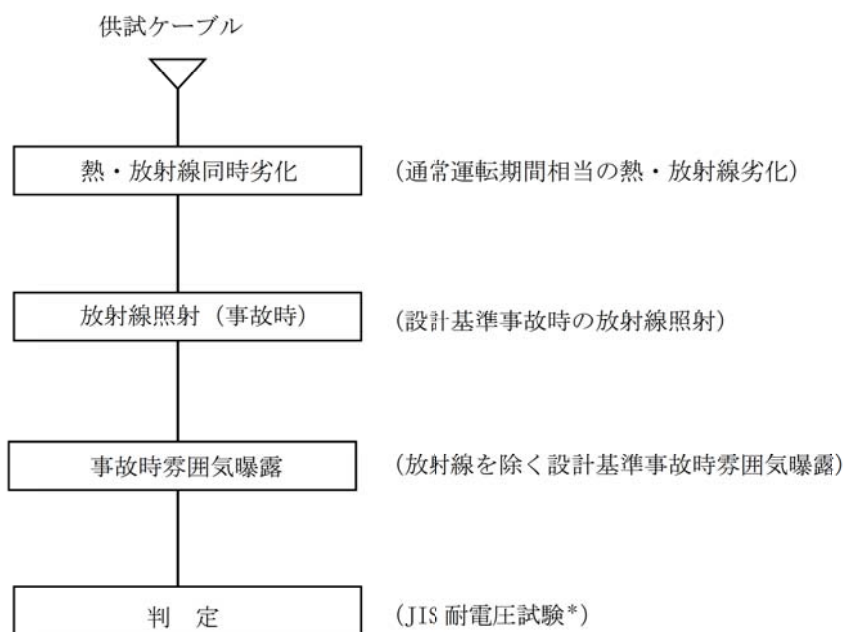 供試ケーブル
熱・放射線同時劣化 (通常運転期間相当の熱・放射線劣化)
放射線照射(事故時) (設計基準事故時の放射線照射)
事故時雰囲気曝露 (放射線を除く設計基準事故時雰囲気曝露)
判 定 (JIS 耐電圧試験*)